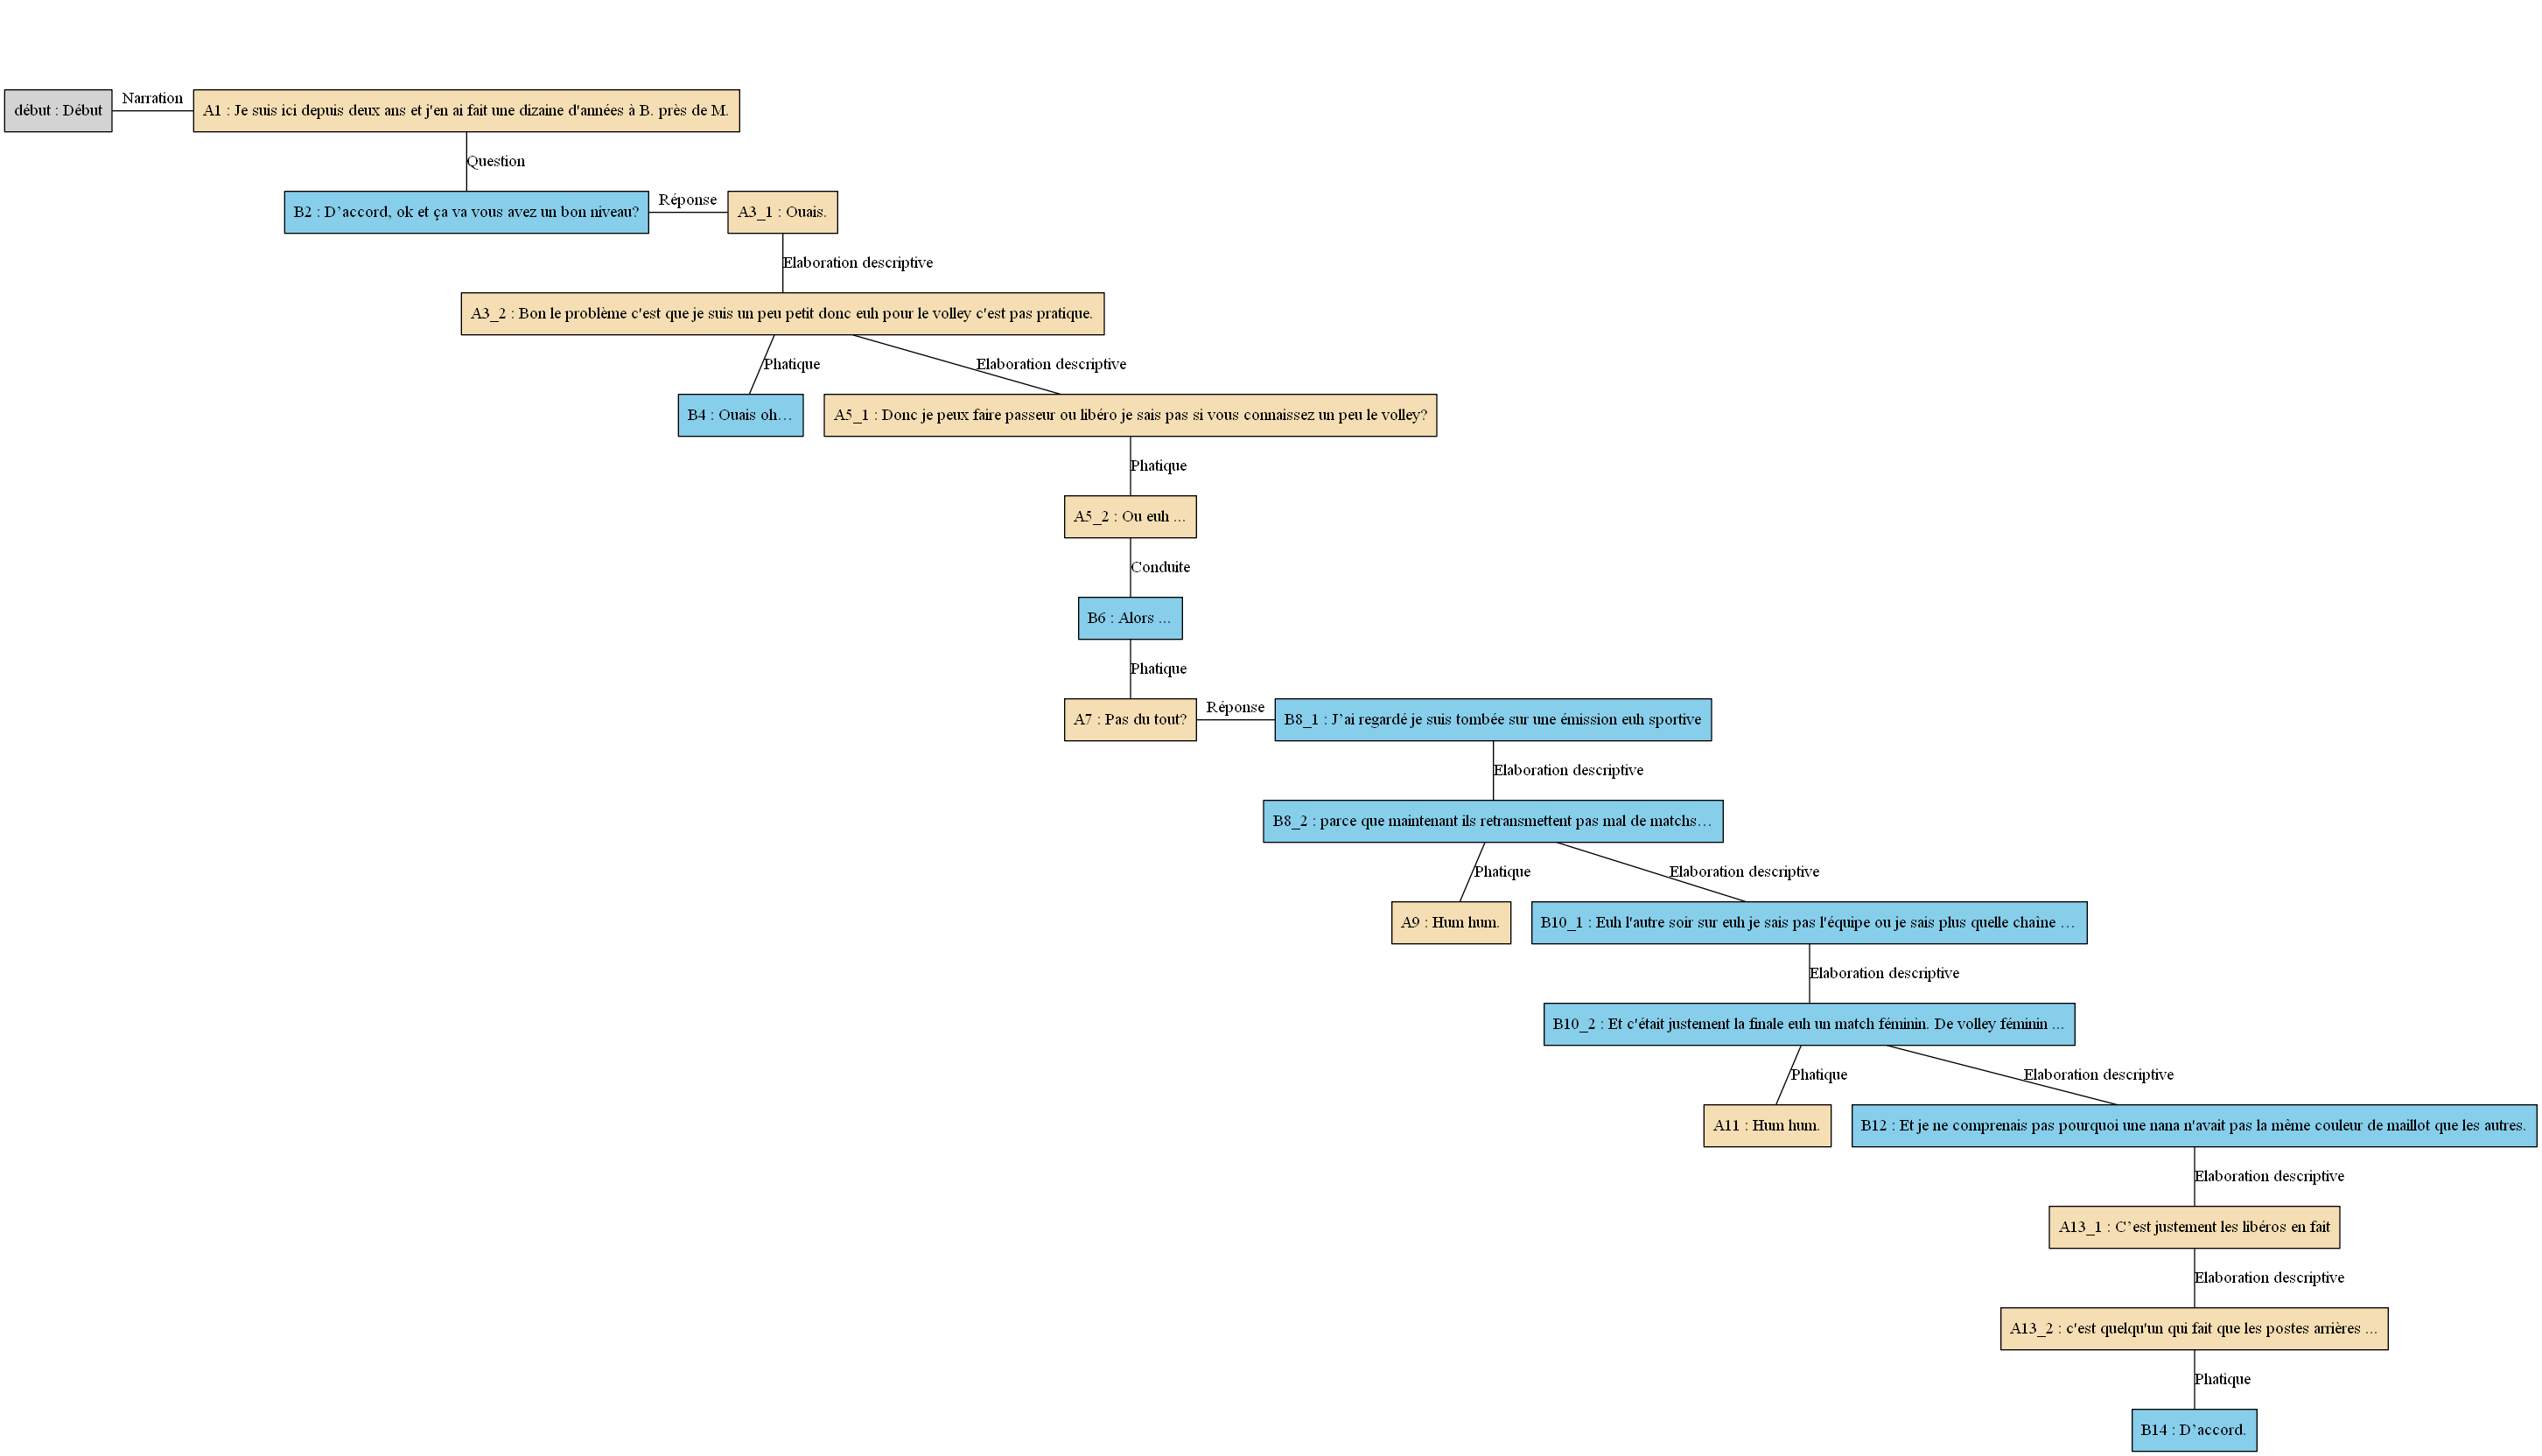 Narration
début : Début
A1 : Je suis ici depuis deux ans et j'en ai fait une dizaine d'années à B. près de M.
Question
Réponse
B2 : D’accord, ok et ça va vous avez un bon niveau?
A3_1 : Ouais.
Elaboration descriptive
A3_2 : Bon le problème c'est que je suis un peu petit donc euh pour le volley c'est pas pratique.
Phatique
Elaboration descriptive
B4 : Ouais oh…
A5_1 : Donc je peux faire passeur ou libéro je sais pas si vous connaissez un peu le volley?
Phatique
A5_2 : Ou euh ...
Conduite
B6 : Alors ...
Phatique
Réponse
A7 : Pas du tout?
B8_1 : J’ai regardé je suis tombée sur une émission euh sportive
Elaboration descriptive
B8_2 : parce que maintenant ils retransmettent pas mal de matchs…
Phatique
Elaboration descriptive
A9 : Hum hum.
B10_1 : Euh l'autre soir sur euh je sais pas l'équipe ou je sais plus quelle chaîne …
Elaboration descriptive
B10_2 : Et c'était justement la finale euh un match féminin. De volley féminin ...
Phatique
Elaboration descriptive
A11 : Hum hum.
B12 : Et je ne comprenais pas pourquoi une nana n'avait pas la même couleur de maillot que les autres.
Elaboration descriptive
A13_1 : C’est justement les libéros en fait
Elaboration descriptive
A13_2 : c'est quelqu'un qui fait que les postes arrières ...
Phatique
B14 : D’accord.